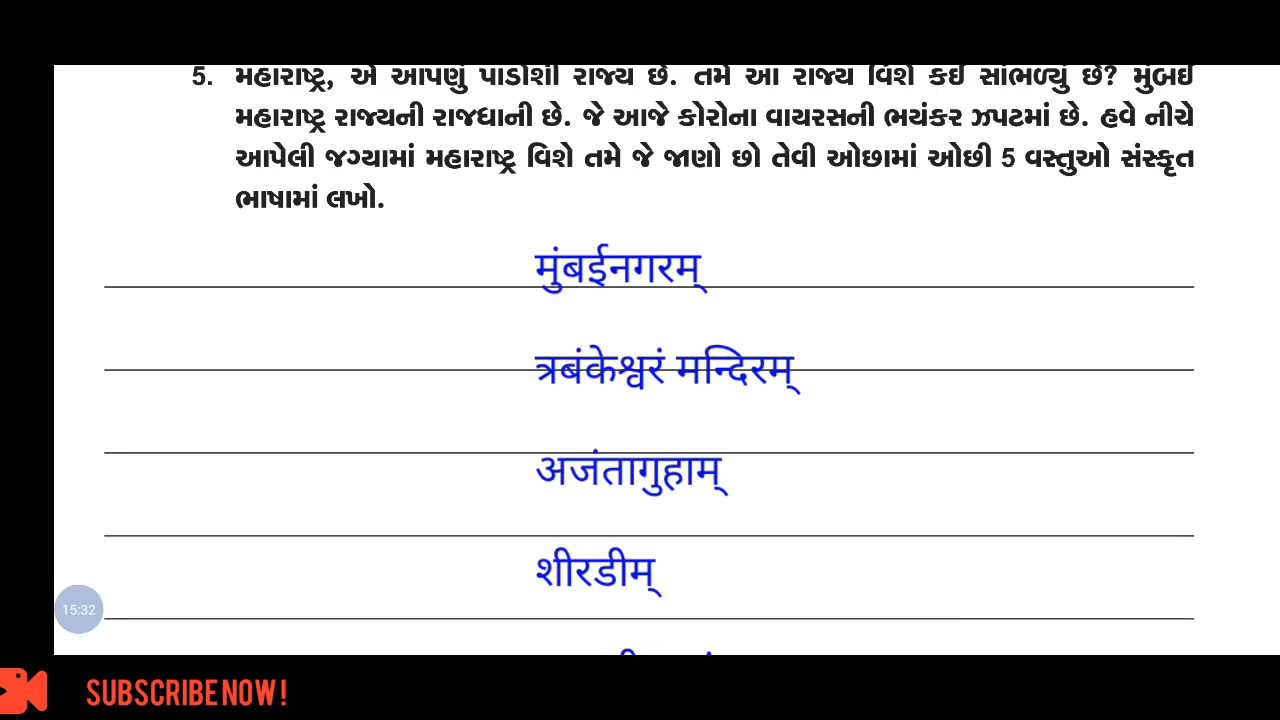 5. મહારાષ્ટ્ર, એ આપણું પાડોશી રાજ્ય છે. તમે આ રાજ્ય વિશે કઈ સાંભળ્યું છે? મુંબઈ
મહારાષ્ટ્ર રાજ્યની રાજધાની છે. જે આજે કોરોના વાયરસની ભયંકર ઝપટમાં છે. હવે નીચે
આપેલી જગ્યામાં મહારાષ્ટ્ર વિશે તમે જે જાણો છો તેવી ઓછામાં ઓછી 5 વસ્તુઓ સંસ્કૃત
ભાષામાં લખો.
मुंबईनगरम्
त्रबंकेश्वरं मन्दिरम्
अजंतागुहाम्
शीरडीम्
15:32
SUBSCRIBE NOW!